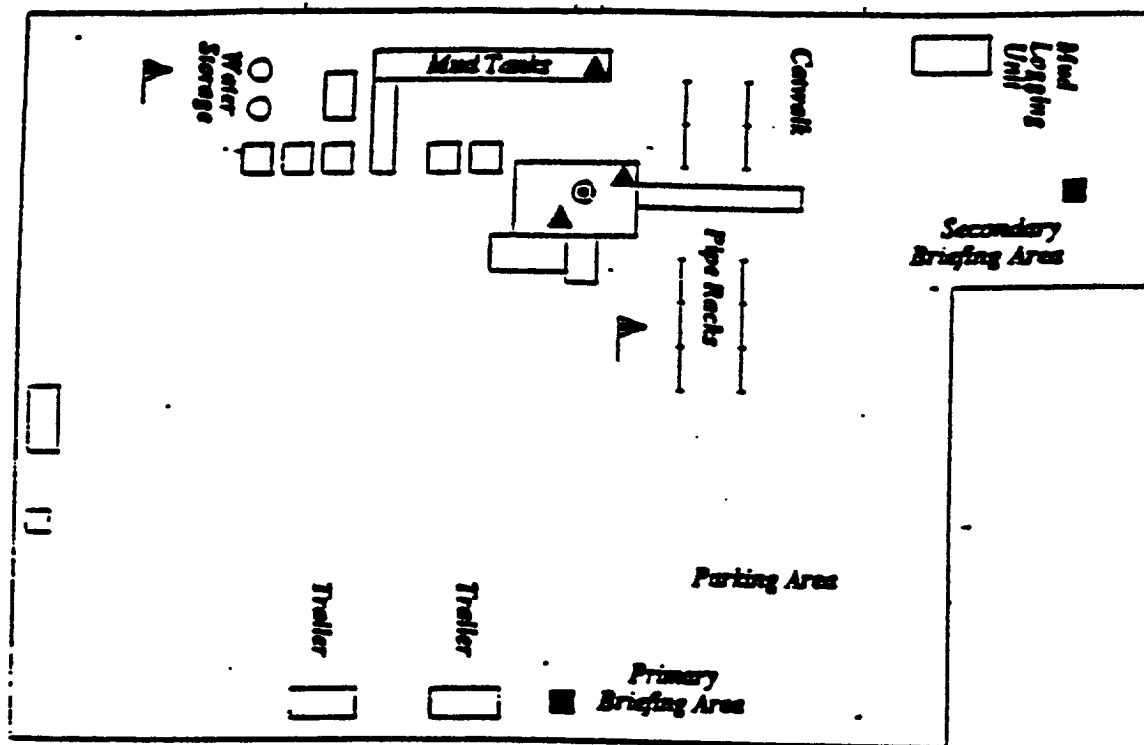 Water
Storage
Mud Tanks
Catwalk
Mud
Logging
Unit
Secondary
Briefing Area
Pipe Racks
Parking Area
Trailer
Trailer
Primary
Briefing Area